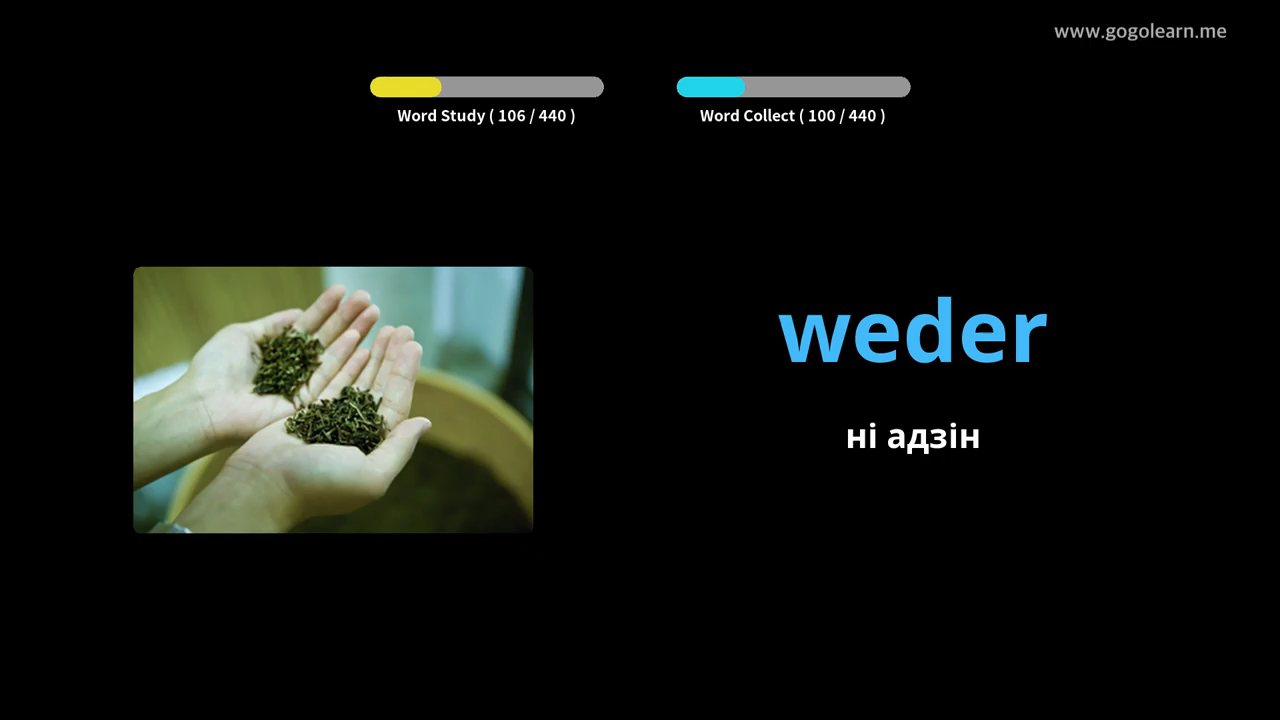 www.gogolearn.me
Word Study ( 106 / 440 )
Word Collect ( 100 / 440 )
weder
ні адзін